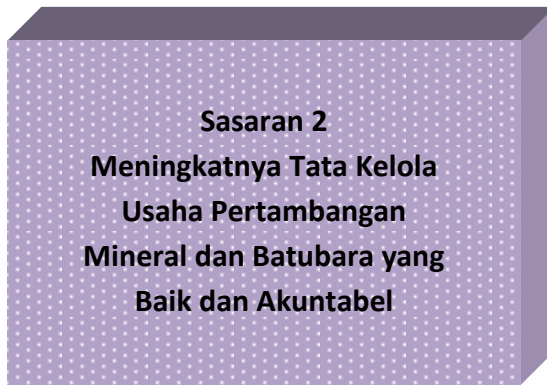 Sasaran 2
Meningkatnya Tata Kelola
Usaha Pertambangan
Mineral dan Batubara yang
Baik dan Akuntabel